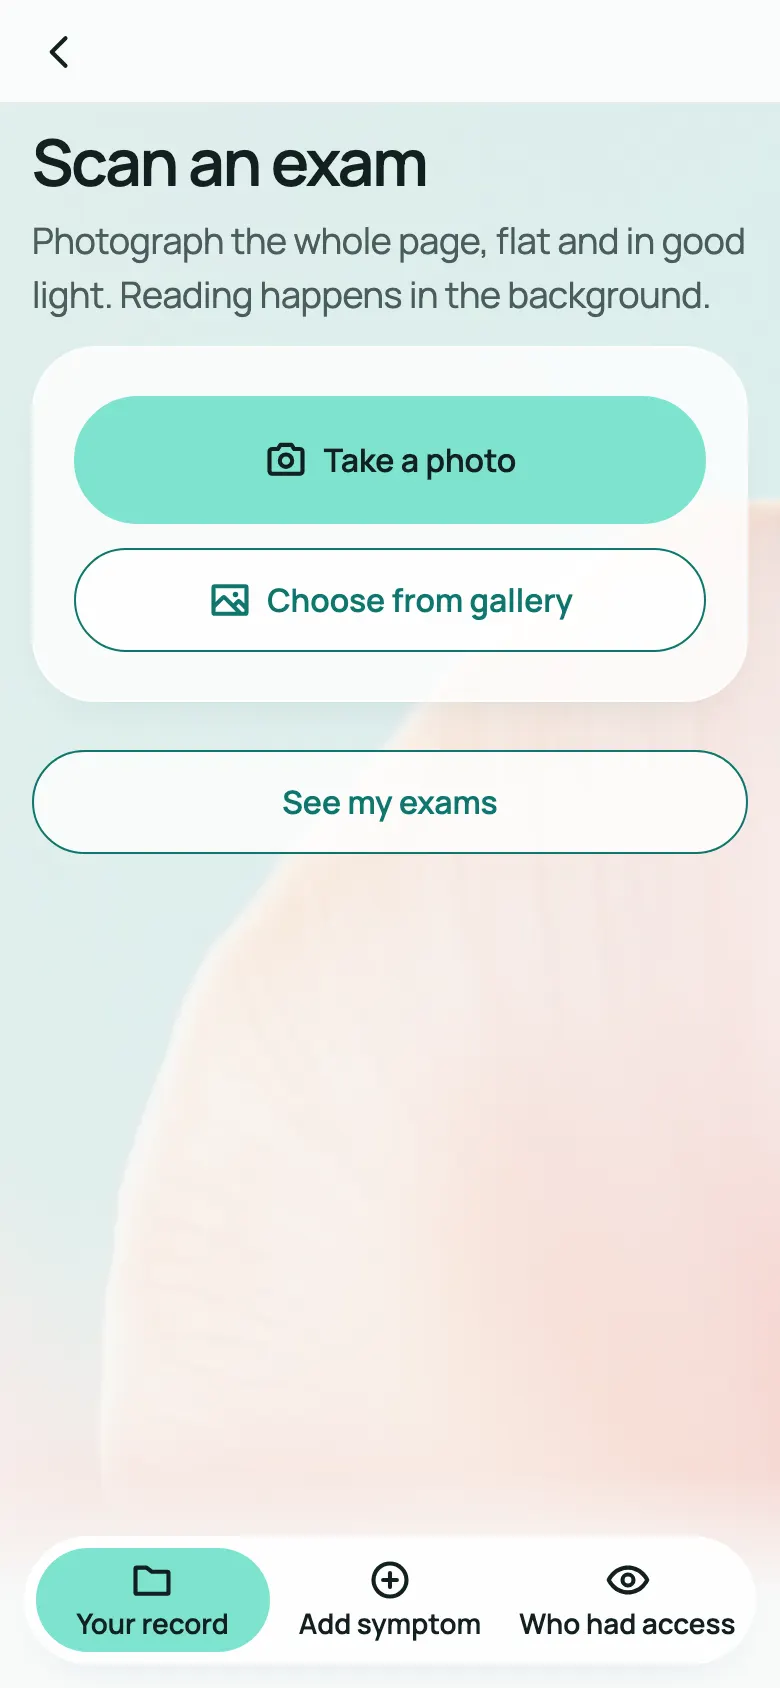 Scan an exam
Photograph the whole page, flat and in good
light. Reading happens in the background.
Take a photo
Choose from gallery
See my exams
Your record
Add symptom
Who had access